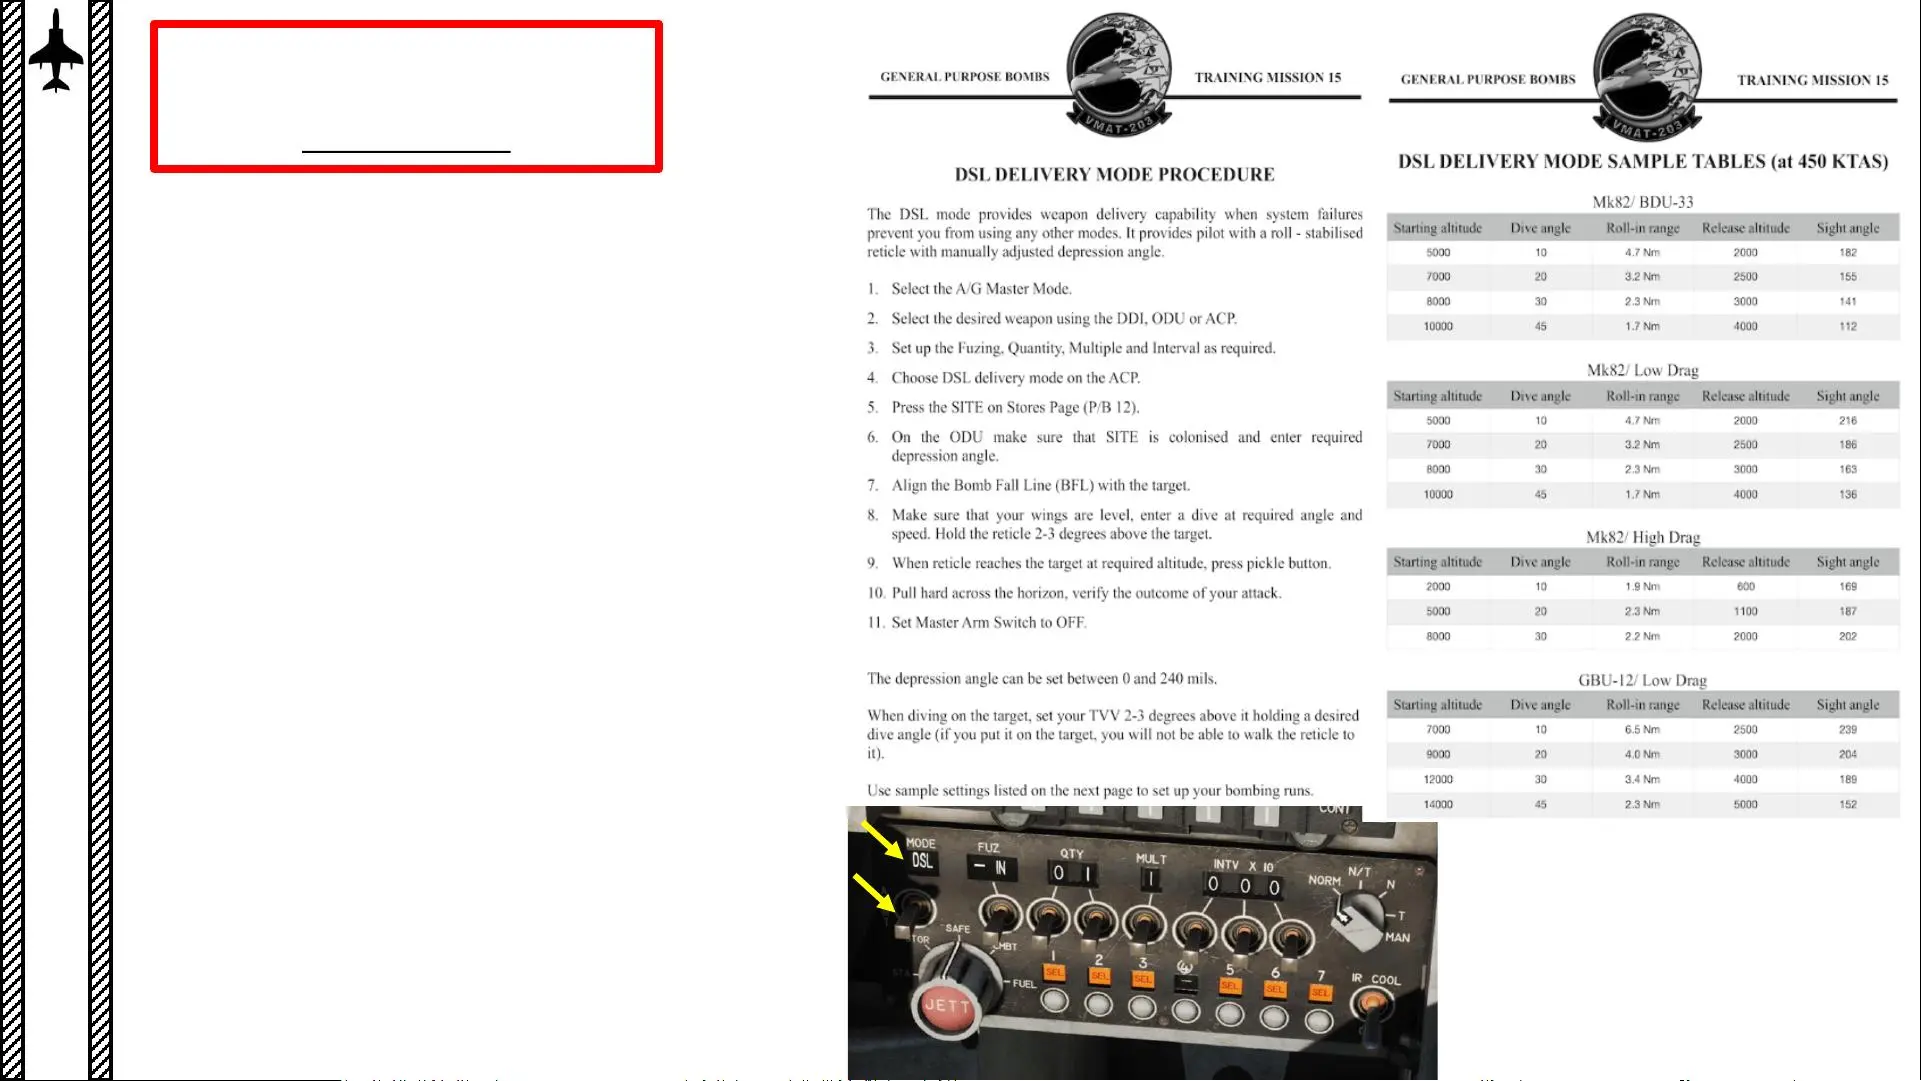 GENERAL PURPOSE BOMBS
TRAINING MISSION 15
VMAT-203
DSL DELIVERY MODE PROCEDURE
The DSL mode provides weapon delivery capability when system failures
prevent you from using any other modes. It provides pilot with a roll - stabilised
reticle with manually adjusted depression angle.
1. Select the A/G Master Mode.
2. Select the desired weapon using the DDI, ODU or ACP.
3. Set up the Fuzing, Quantity, Multiple and Interval as required.
4. Choose DSL delivery mode on the ACP.
5. Press the SITE on Stores Page (P/B 12).
6. On the ODU make sure that SITE is colonised and enter required
depression angle.
7. Align the Bomb Fall Line (BFL) with the target.
8. Make sure that your wings are level, enter a dive at required angle and
speed. Hold the reticle 2-3 degrees above the target.
9. When reticle reaches the target at required altitude, press pickle button.
10. Pull hard across the horizon, verify the outcome of your attack.
11. Set Master Arm Switch to OFF.
The depression angle can be set between 0 and 240 mils.
When diving on the target, set your TVV 2-3 degrees above it holding a desired
dive angle (if you put it on the target, you will not be able to walk the reticle to
it).
Use sample settings listed on the next page to set up your bombing runs.
GENERAL PURPOSE BOMBS
TRAINING MISSION 15
VMAT-203
DSL DELIVERY MODE SAMPLE TABLES (at 450 KTAS)
Mk82/ BDU-33
Starting altitude Dive angle Roll-in range Release altitude Sight angle
5000 10 4.7 Nm 2000 182
7000 20 3.2 Nm 2500 155
8000 30 2.3 Nm 3000 141
10000 45 1.7 Nm 4000 112
Mk82/ Low Drag
Starting altitude Dive angle Roll-in range Release altitude Sight angle
5000 10 4.7 Nm 2000 216
7000 20 3.2 Nm 2500 186
8000 30 2.3 Nm 3000 163
10000 45 1.7 Nm 4000 136
Mk82/ High Drag
Starting altitude Dive angle Roll-in range Release altitude Sight angle
2000 10 1.9 Nm 600 169
5000 20 2.3 Nm 1100 187
8000 30 2.2 Nm 2000 202
GBU-12/ Low Drag
Starting altitude Dive angle Roll-in range Release altitude Sight angle
7000 10 6.5 Nm 2500 239
9000 20 4.0 Nm 3000 204
12000 30 3.4 Nm 4000 189
14000 45 2.3 Nm 5000 152
CONT
MODE FUZ QTY MULT INTV X 10
DSL – IN 0 1 1 0 0 0
NORM N/T N T MAN
SAFE CMBT FUEL STA STOR
JETT
1 2 3 4 5 6 7
SEL SEL SEL – SEL SEL SEL
IR COOL